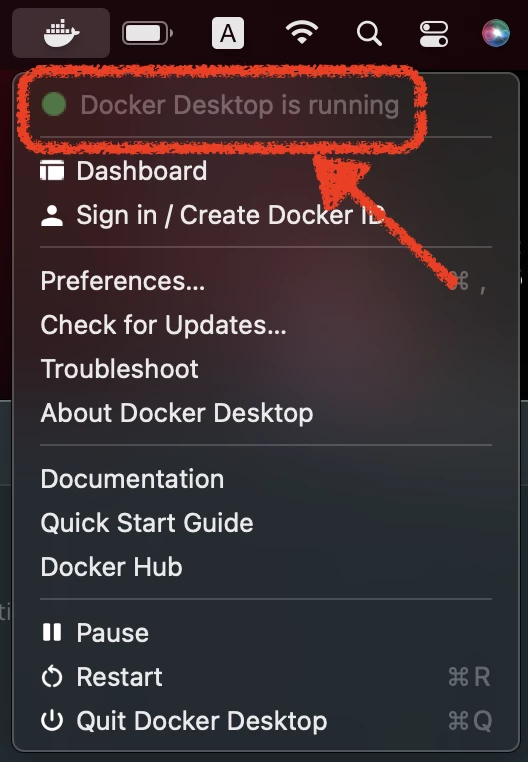 A
Docker Desktop is running
Dashboard
Sign in / Create Docker ID
Preferences... ⌘ ,
Check for Updates...
Troubleshoot
About Docker Desktop
Documentation
Quick Start Guide
Docker Hub
Pause
Restart ⌘R
Quit Docker Desktop ⌘Q